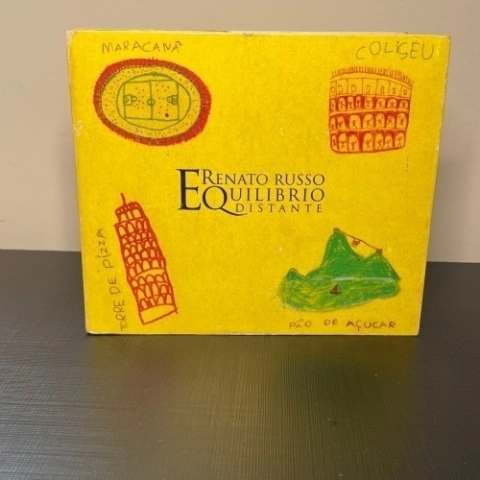 MARACANÃ
COLISEU
RENATO RUSSO
EQUILIBRIO
DISTANTE
TORRE DE PIZZA
PÃO DE AÇUCAR